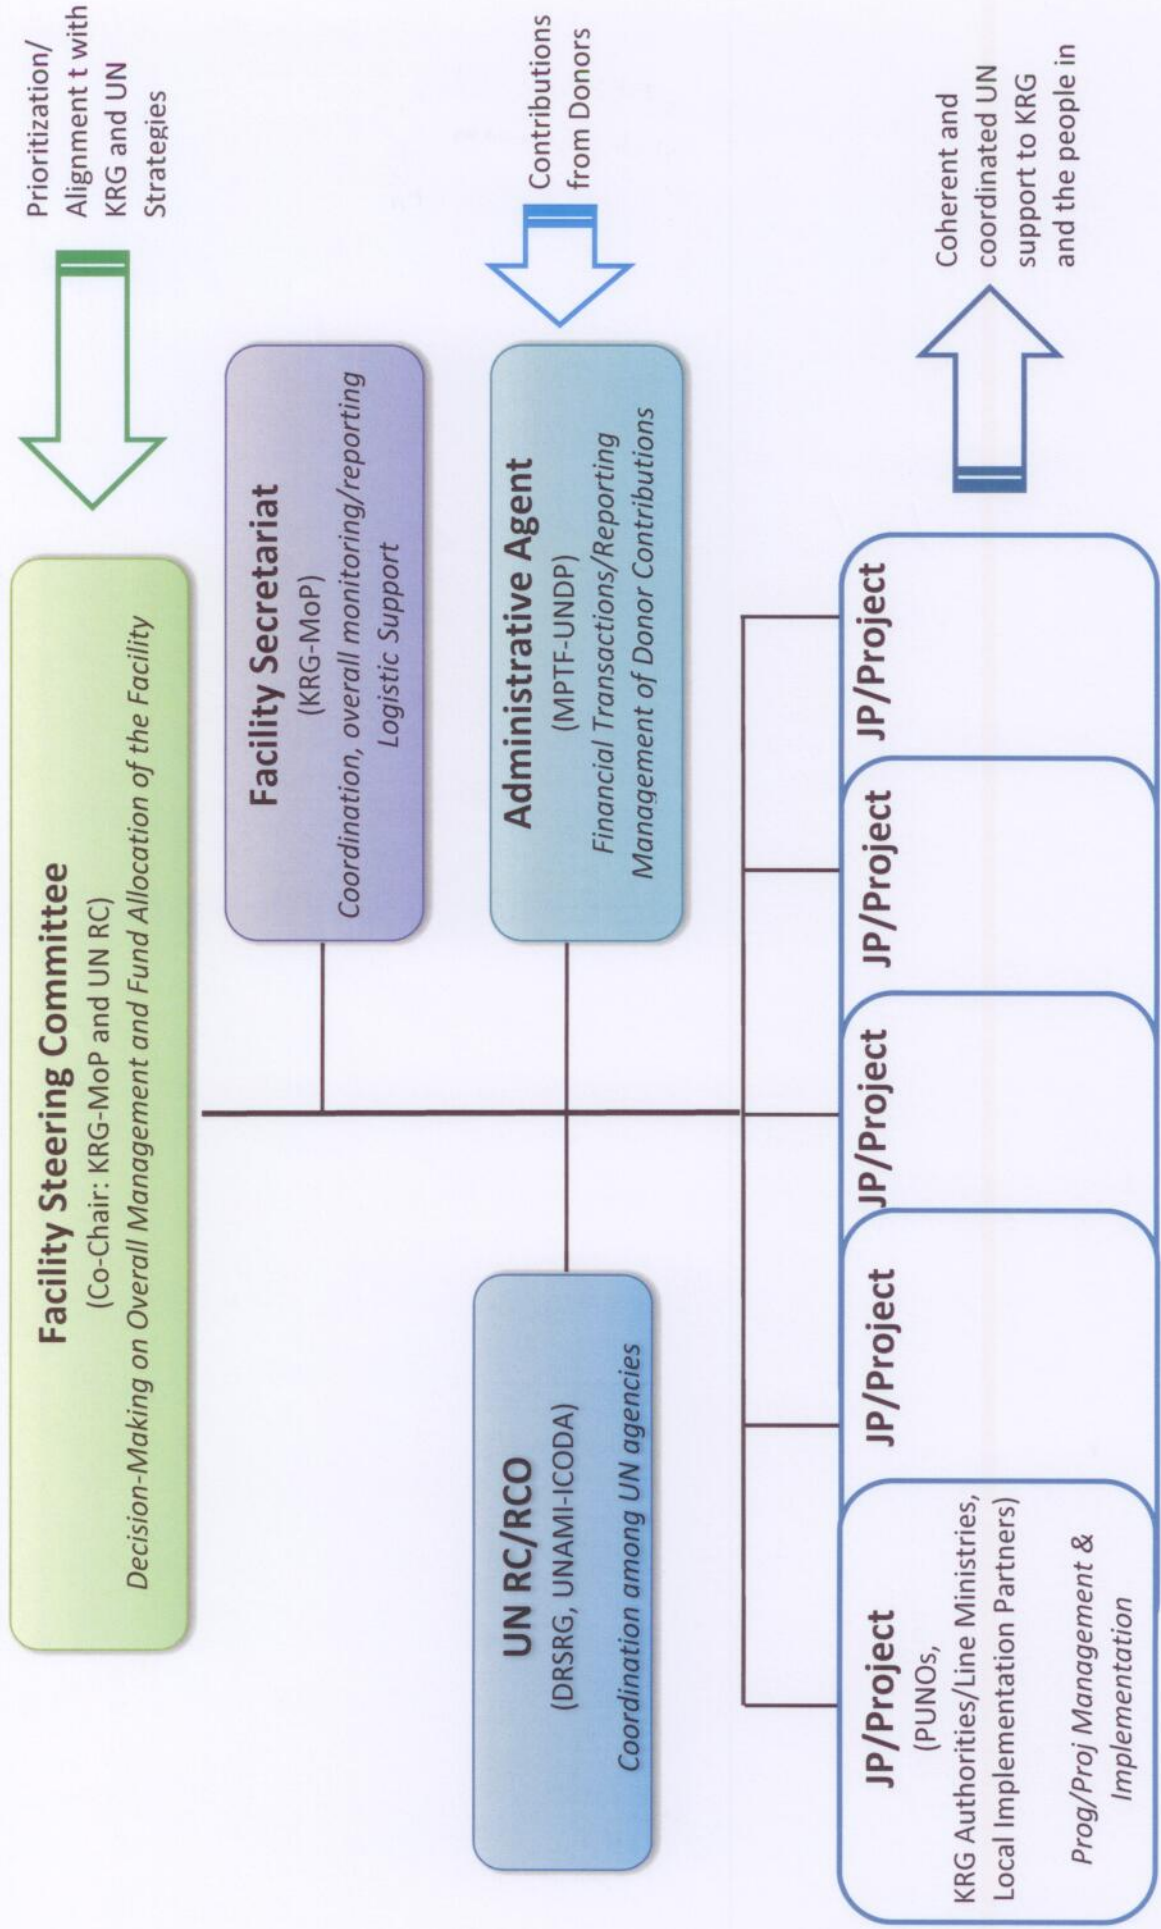 Facility Steering Committee
(Co-Chair: KRG-MoP and UN RC)
Decision-Making on Overall Management and Fund Allocation of the Facility
Prioritization/
Alignment t with
KRG and UN
Strategies
Facility Secretariat
(KRG-MoP)
Coordination, overall monitoring/reporting
Logistic Support
UN RC/RCO
(DRSRG, UNAMI-ICODA)
Coordination among UN agencies
Administrative Agent
(MPTF-UNDP)
Financial Transactions/Reporting
Management of Donor Contributions
Contributions
from Donors
JP/Project
(PUNOs,
KRG Authorities/Line Ministries,
Local Implementation Partners)
Prog/Proj Management &
Implementation
JP/Project
JP/Project
JP/Project
JP/Project
Coherent and
coordinated UN
support to KRG
and the people in